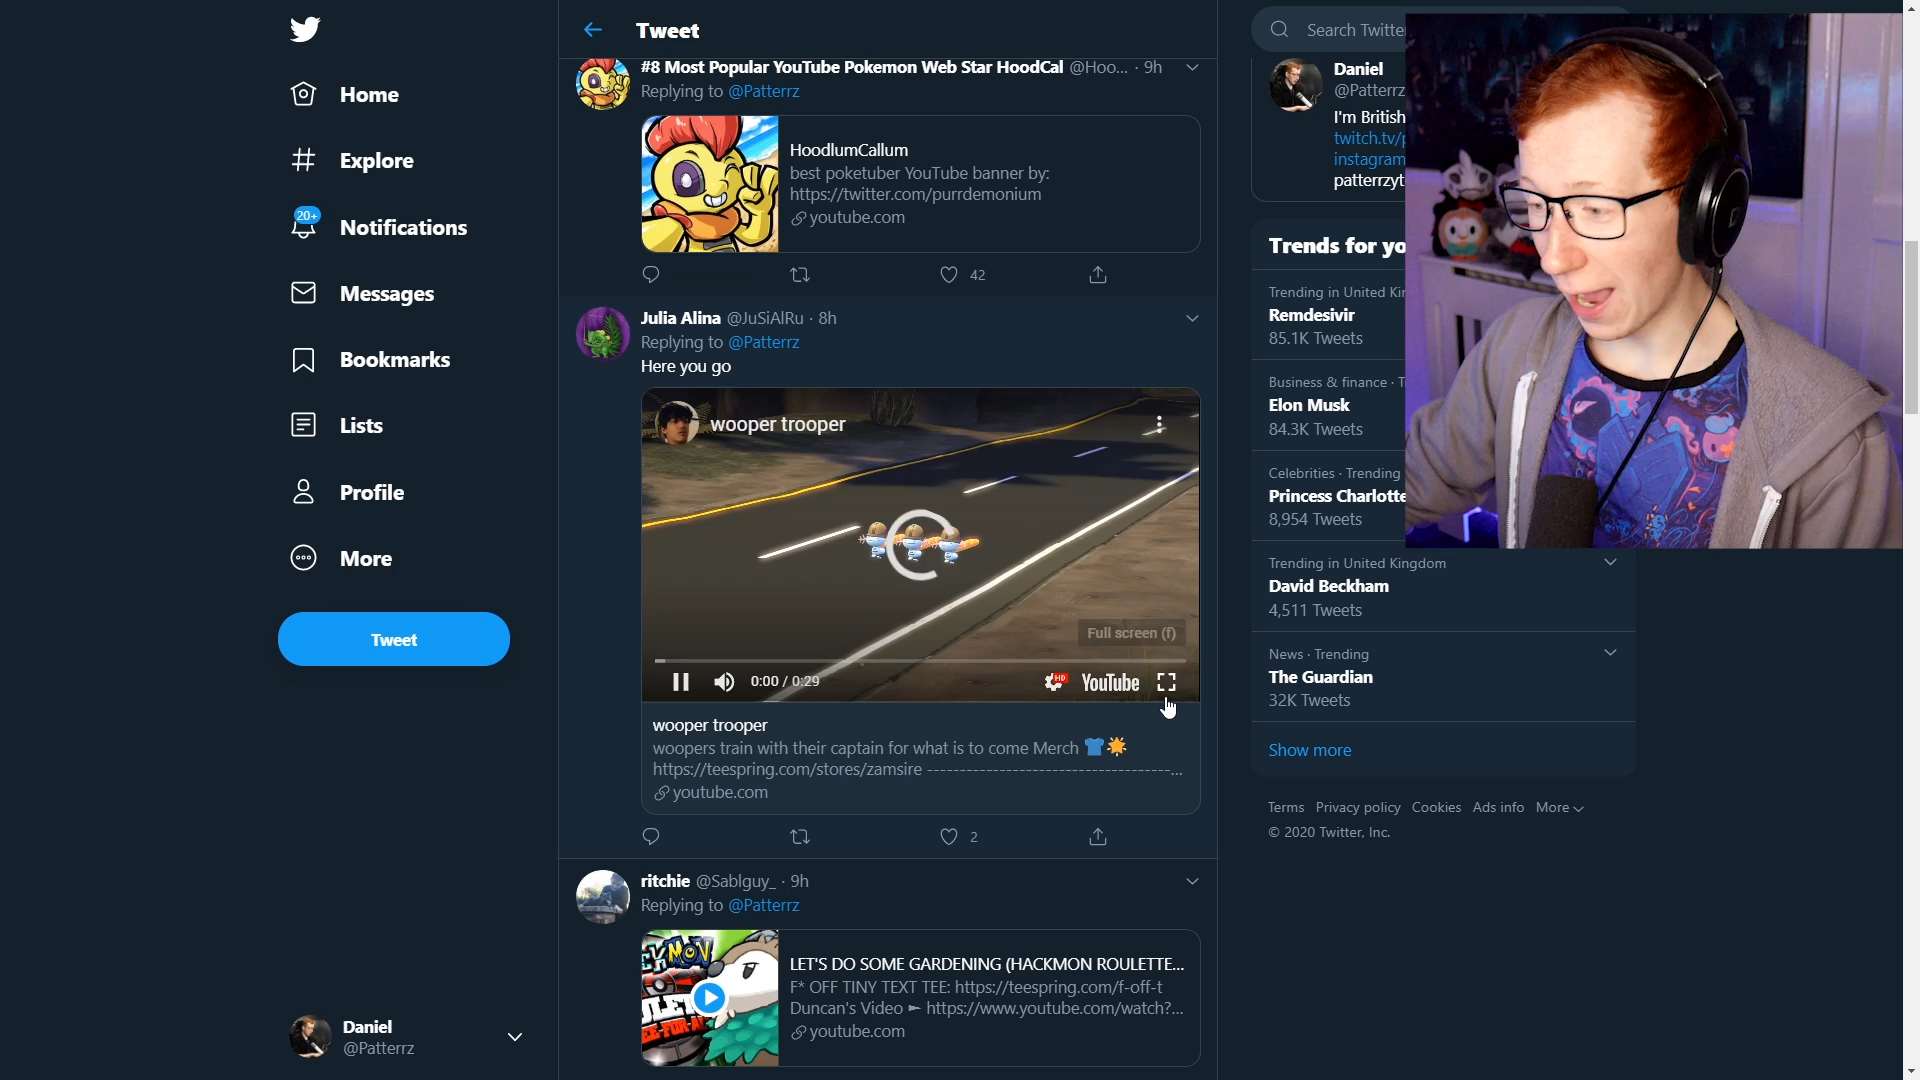 Home
Explore
20+
Notifications
Messages
Bookmarks
Lists
Profile
More
Tweet
Daniel
@Patterrz
Tweet
#8 Most Popular YouTube Pokemon Web Star HoodCal @Hoo... · 9h
Replying to @Patterrz
HoodlumCallum
best poketuber YouTube banner by:
https://twitter.com/purrdemonium
youtube.com
42
Julia Alina @JuSiAlRu · 8h
Replying to @Patterrz
Here you go
wooper trooper
Full screen (f)
0:00 / 0:29
HD
YouTube
wooper trooper
woopers train with their captain for what is to come Merch
https://teespring.com/stores/zamsire -------------------------------------...
youtube.com
2
ritchie @Sablguy_ · 9h
Replying to @Patterrz
LET'S DO SOME GARDENING (HACKMON ROULETTE...
F* OFF TINY TEXT TEE: https://teespring.com/f-off-t
Duncan's Video ► https://www.youtube.com/watch?...
youtube.com
Search Twitte
Daniel
@Patterrz
I'm British
twitch.tv/p
instagram
patterrzyt
Trends for yo
Trending in United Kin
Remdesivir
85.1K Tweets
Business & finance · T
Elon Musk
84.3K Tweets
Celebrities · Trending
Princess Charlotte
8,954 Tweets
Trending in United Kingdom
David Beckham
4,511 Tweets
News · Trending
The Guardian
32K Tweets
Show more
Terms Privacy policy Cookies Ads info More
© 2020 Twitter, Inc.